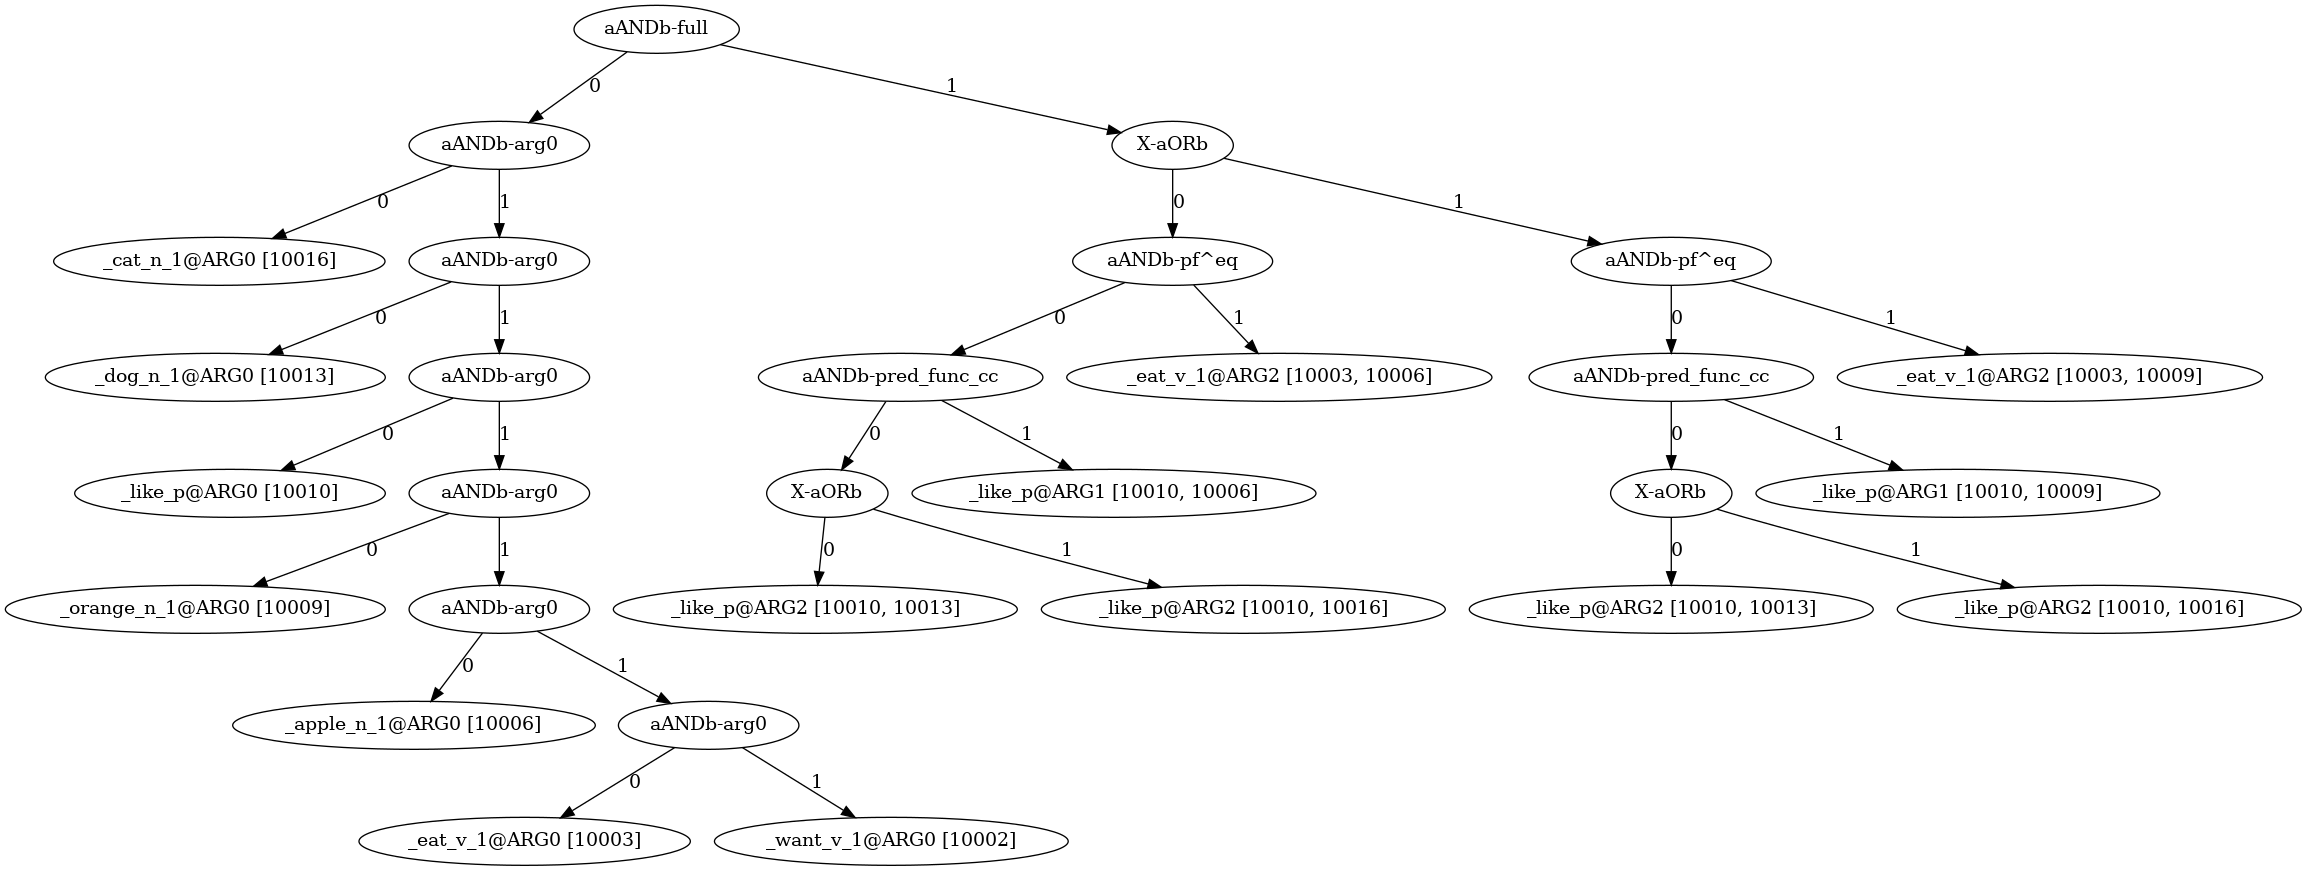 aANDb-full
0
1
aANDb-arg0
X-aORb
0
1
0
1
_cat_n_1@ARG0 [10016]
aANDb-arg0
aANDb-pf^eq
aANDb-pf^eq
0
1
0
1
0
1
_dog_n_1@ARG0 [10013]
aANDb-arg0
aANDb-pred_func_cc
_eat_v_1@ARG2 [10003, 10006]
aANDb-pred_func_cc
_eat_v_1@ARG2 [10003, 10009]
0
1
0
1
0
1
_like_p@ARG0 [10010]
aANDb-arg0
X-aORb
_like_p@ARG1 [10010, 10006]
X-aORb
_like_p@ARG1 [10010, 10009]
0
1
0
1
0
1
_orange_n_1@ARG0 [10009]
aANDb-arg0
_like_p@ARG2 [10010, 10013]
_like_p@ARG2 [10010, 10016]
_like_p@ARG2 [10010, 10013]
_like_p@ARG2 [10010, 10016]
0
1
_apple_n_1@ARG0 [10006]
aANDb-arg0
0
1
_eat_v_1@ARG0 [10003]
_want_v_1@ARG0 [10002]